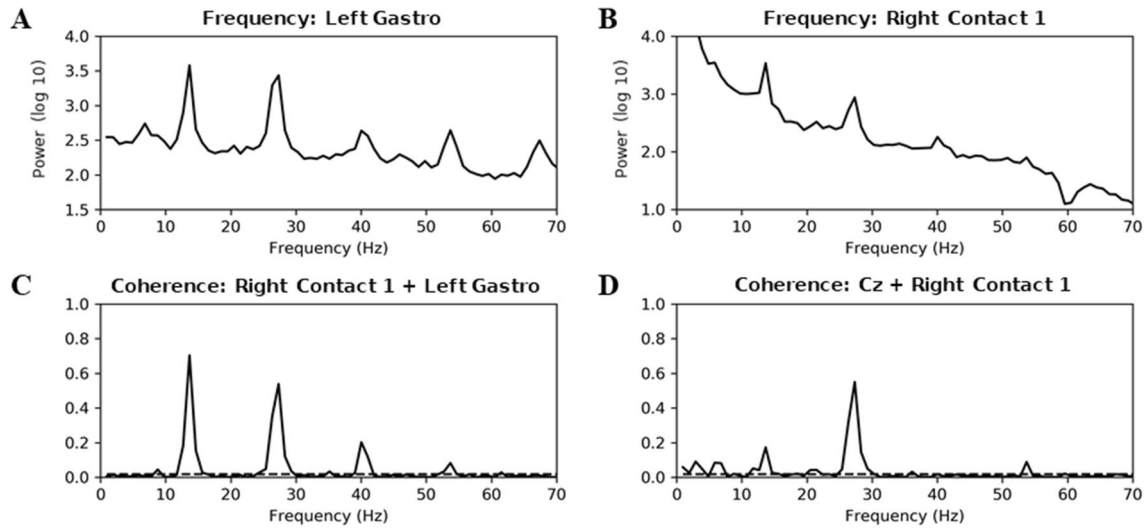 A
Frequency: Left Gastro
4.0
3.5
3.0
2.5
2.0
1.5
Power (log 10)
0 10 20 30 40 50 60 70
Frequency (Hz)
B
Frequency: Right Contact 1
4.0
3.0
2.0
1.0
Power (log 10)
0 10 20 30 40 50 60 70
Frequency (Hz)
C
Coherence: Right Contact 1 + Left Gastro
1.0
0.8
0.6
0.4
0.2
0.0
0 10 20 30 40 50 60 70
Frequency (Hz)
D
Coherence: Cz + Right Contact 1
1.0
0.8
0.6
0.4
0.2
0.0
0 10 20 30 40 50 60 70
Frequency (Hz)